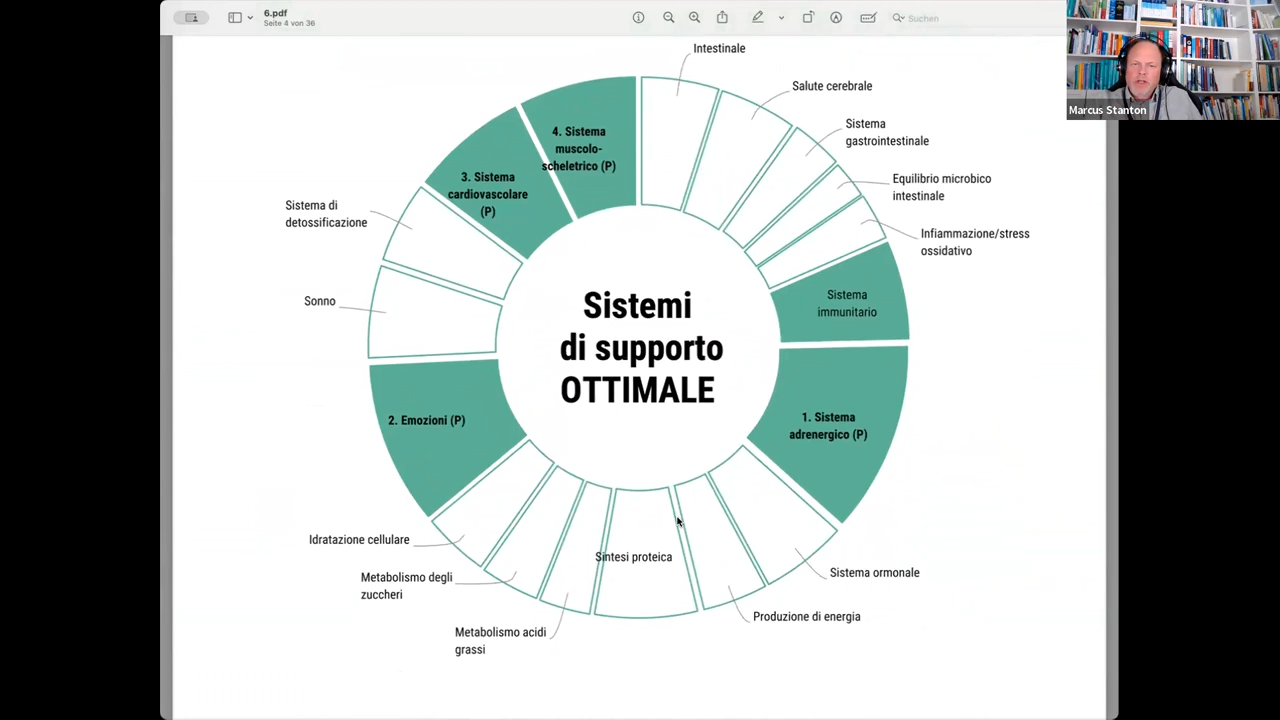 6.pdf
Seite 4 von 36
Suchen
Marcus Stanton
Intestinale
Salute cerebrale
Sistema
gastrointestinale
Equilibrio microbico
intestinale
Infiammazione/stress
ossidativo
Sistema
immunitario
1. Sistema
adrenergico (P)
Sistema ormonale
Produzione di energia
Sintesi proteica
Metabolismo acidi
grassi
Metabolismo degli
zuccheri
Idratazione cellulare
2. Emozioni (P)
Sonno
Sistema di
detossificazione
3. Sistema
cardiovascolare
(P)
4. Sistema
muscolo-
scheletrico (P)
Sistemi
di supporto
OTTIMALE